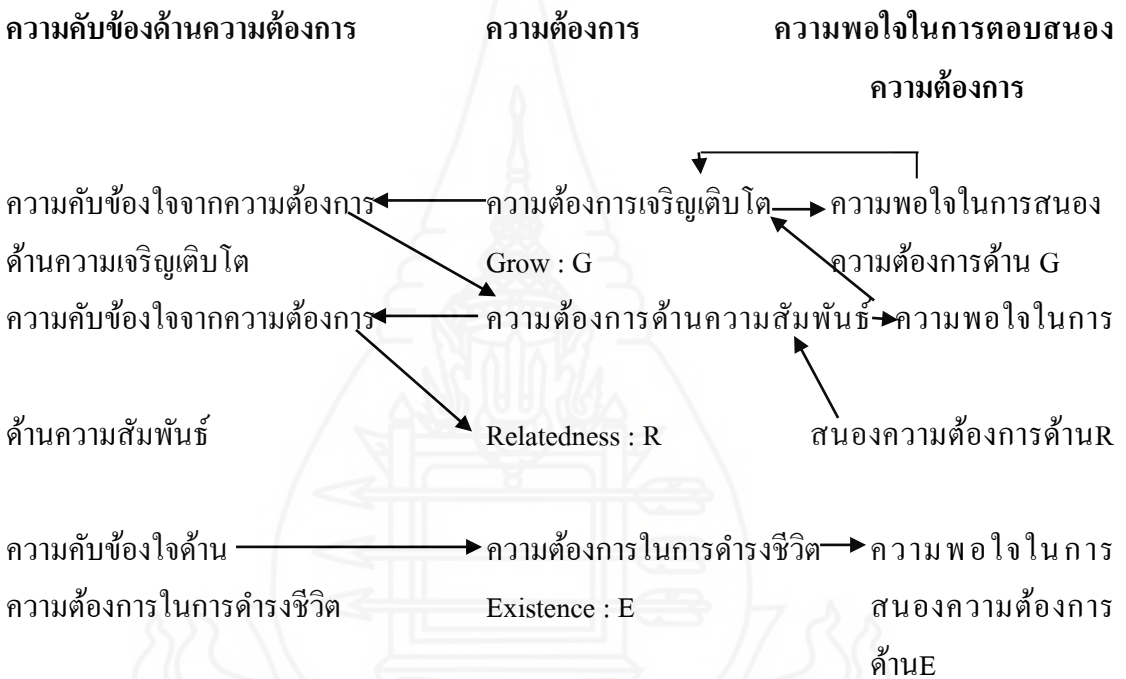 ความคับข้องด้านความต้องการ ความต้องการ ความพอใจในการตอบสนอง
ความต้องการ
ความคับข้องใจจากความต้องการ ความต้องการเจริญเติบโต ความพอใจในการสนอง
ด้านความเจริญเติบโต Grow : G ความต้องการด้าน G
ความคับข้องใจจากความต้องการ ความต้องการด้านความสัมพันธ์ ความพอใจในการ
ด้านความสัมพันธ์ Relatedness : R สนองความต้องการด้านR
ความคับข้องใจด้าน ความต้องการในการดำรงชีวิต ความพอใจในการ
ความต้องการในการดำรงชีวิต Existence : E สนองความต้องการ
ด้านE